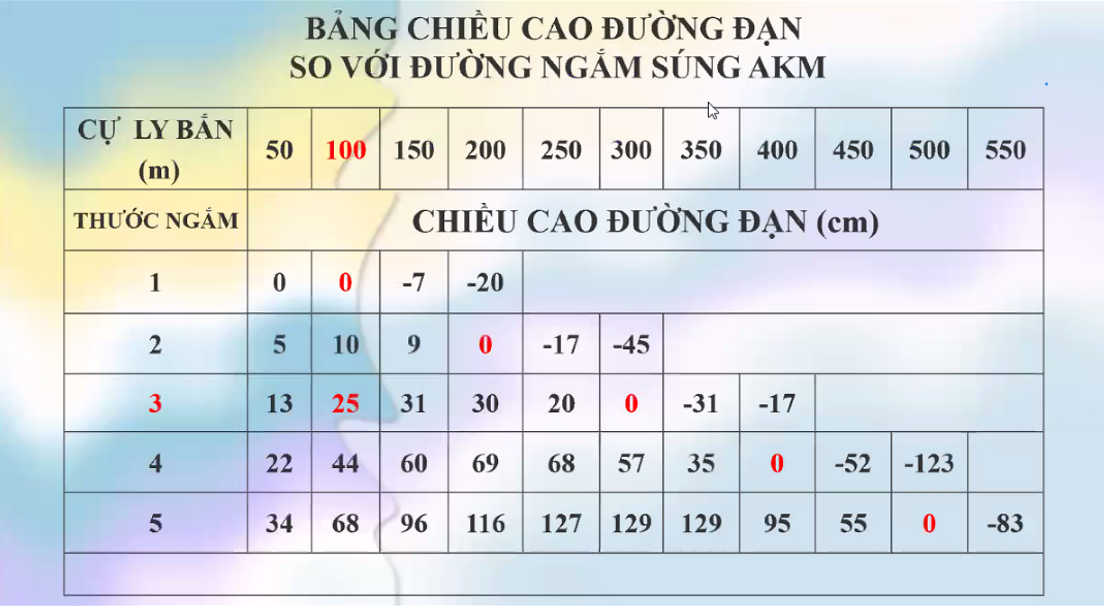 BẢNG CHIỀU CAO ĐƯỜNG ĐẠN
SO VỚI ĐƯỜNG NGẮM SÚNG AKM
CỰ LY BẮN (m) 50 100 150 200 250 300 350 400 450 500 550
THƯỚC NGẮM CHIỀU CAO ĐƯỜNG ĐẠN (cm)
1 0 0 -7 -20
2 5 10 9 0 -17 -45
3 13 25 31 30 20 0 -31 -17
4 22 44 60 69 68 57 35 0 -52 -123
5 34 68 96 116 127 129 129 95 55 0 -83